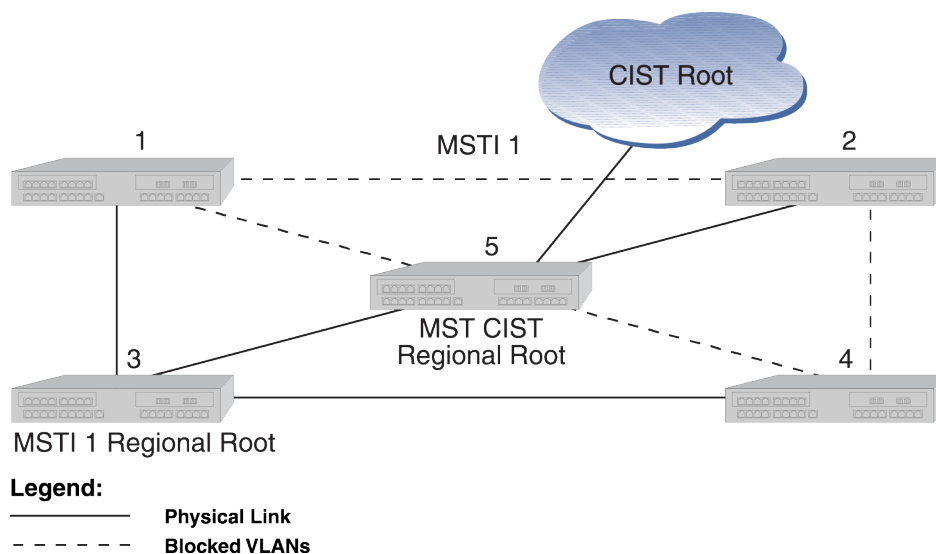 CIST Root
1
MSTI 1
2
5
MST CIST
Regional Root
3
4
MSTI 1 Regional Root
Legend:
Physical Link
Blocked VLANs